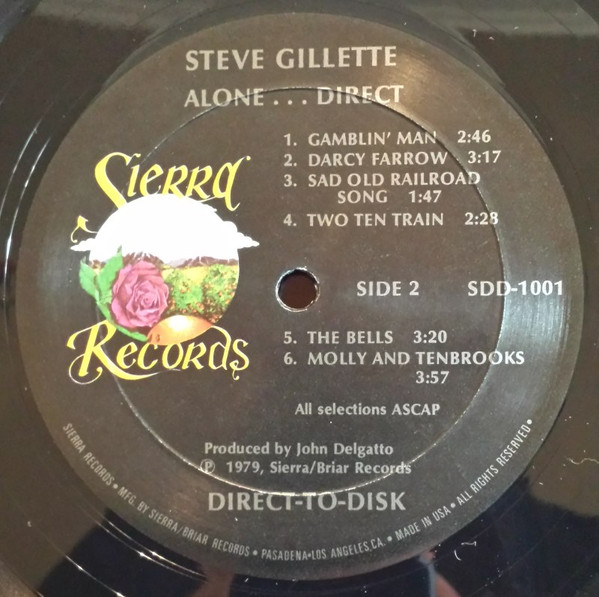 STEVE GILLETTE
ALONE . . . DIRECT
1. GAMBLIN' MAN 2:46
2. DARCY FARROW 3:17
3. SAD OLD RAILROAD
SONG 1:47
4. TWO TEN TRAIN 2:28
Sierra
Records
SIDE 2 SDD-1001
5. THE BELLS 3:20
6. MOLLY AND TENBROOKS
3:57
All selections ASCAP
Produced by John Delgatto
Ⓟ 1979, Sierra/Briar Records
DIRECT-TO-DISK
SIERRA RECORDS • MFG. BY SIERRA/BRIAR RECORDS • PASADENA•LOS ANGELES, CA. • MADE IN USA • ALL RIGHTS RESERVED •